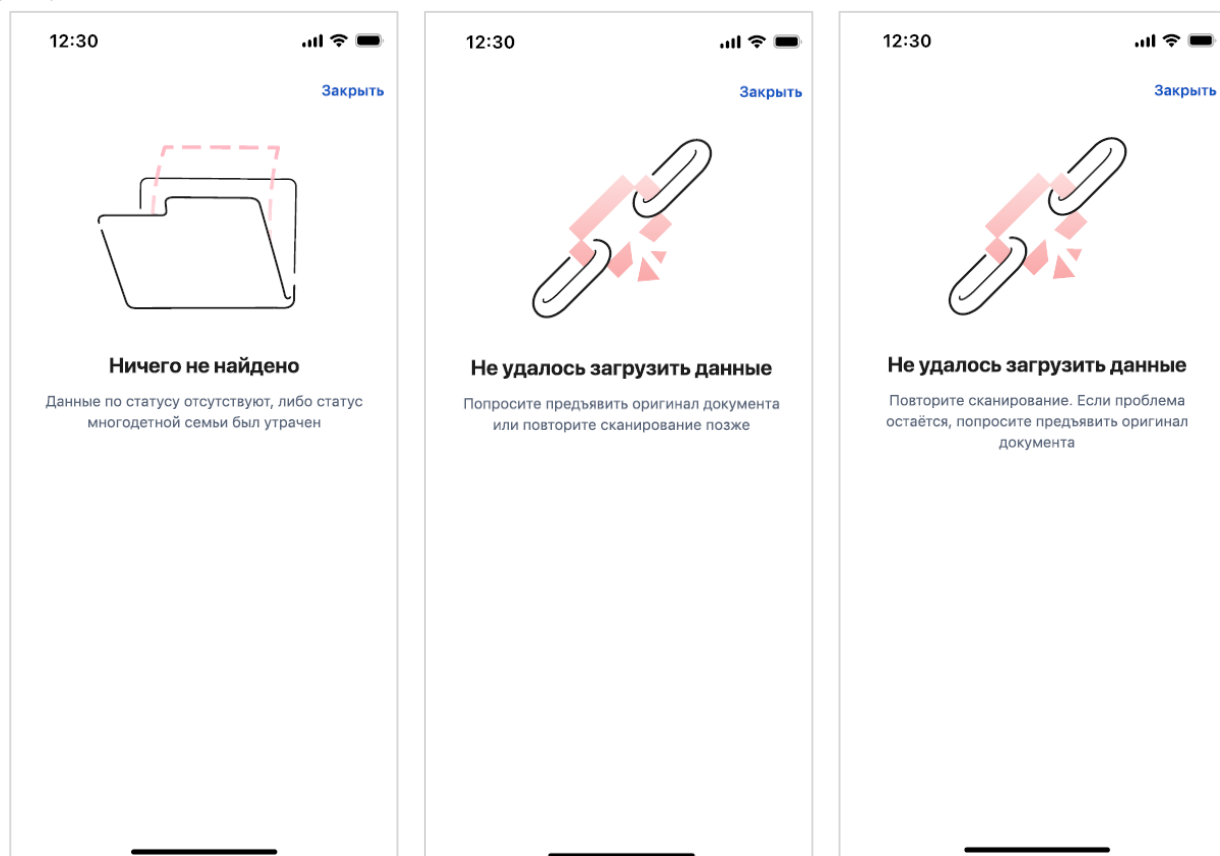 12:30
Закрыть
Ничего не найдено
Данные по статусу отсутствуют, либо статус
многодетной семьи был утрачен
12:30
Закрыть
Не удалось загрузить данные
Попросите предъявить оригинал документа
или повторите сканирование позже
12:30
Закрыть
Не удалось загрузить данные
Повторите сканирование. Если проблема
остаётся, попросите предъявить оригинал
документа